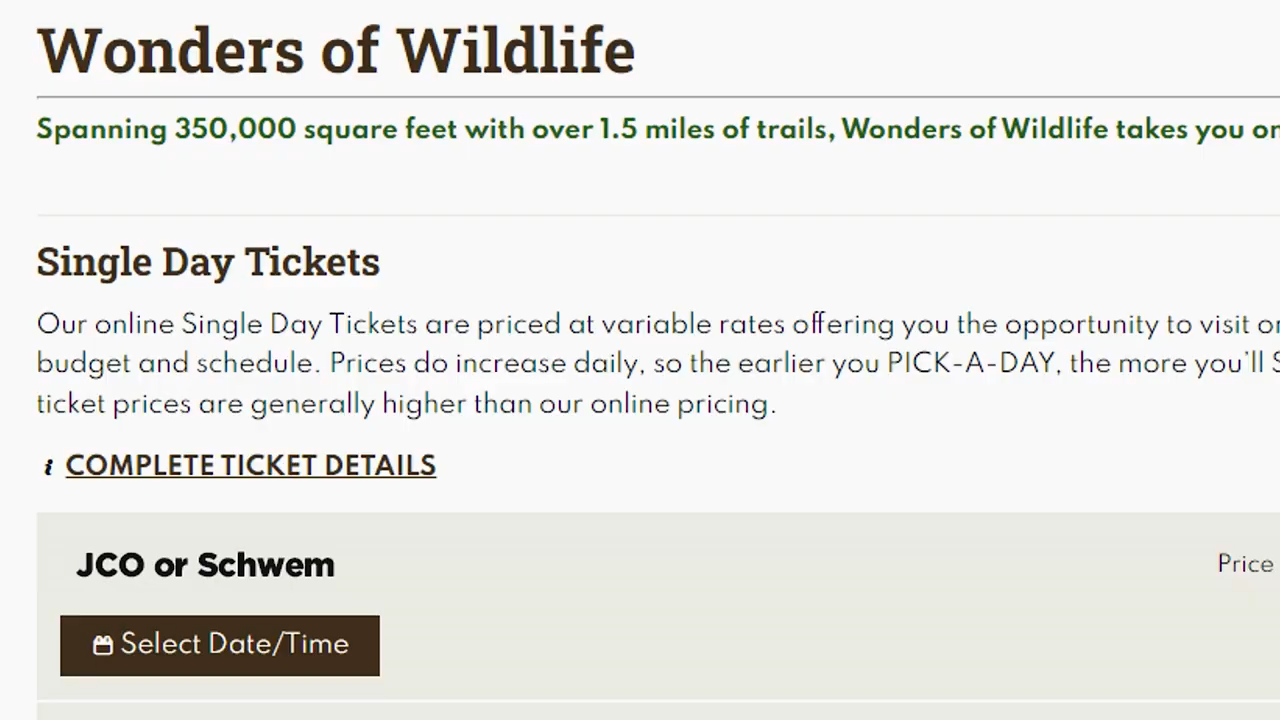 Wonders of Wildlife
Spanning 350,000 square feet with over 1.5 miles of trails, Wonders of Wildlife takes you
Single Day Tickets
Our online Single Day Tickets are priced at variable rates offering you the opportunity to visit
budget and schedule. Prices do increase daily, so the earlier you PICK-A-DAY, the more you'll
ticket prices are generally higher than our online pricing.
i COMPLETE TICKET DETAILS
JCO or Schwem
Price
Select Date/Time